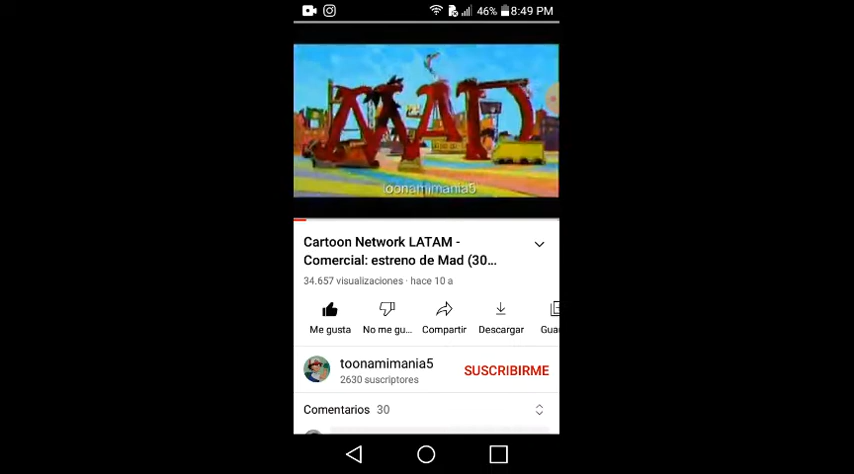 46% 8:49 PM
MAD
toonamimania5
Cartoon Network LATAM -
Comercial: estreno de Mad (30...
34.657 visualizaciones · hace 10 a
Me gusta No me gu... Compartir Descargar Gua
toonamimania5
SUSCRIBIRME
2630 suscriptores
Comentarios 30